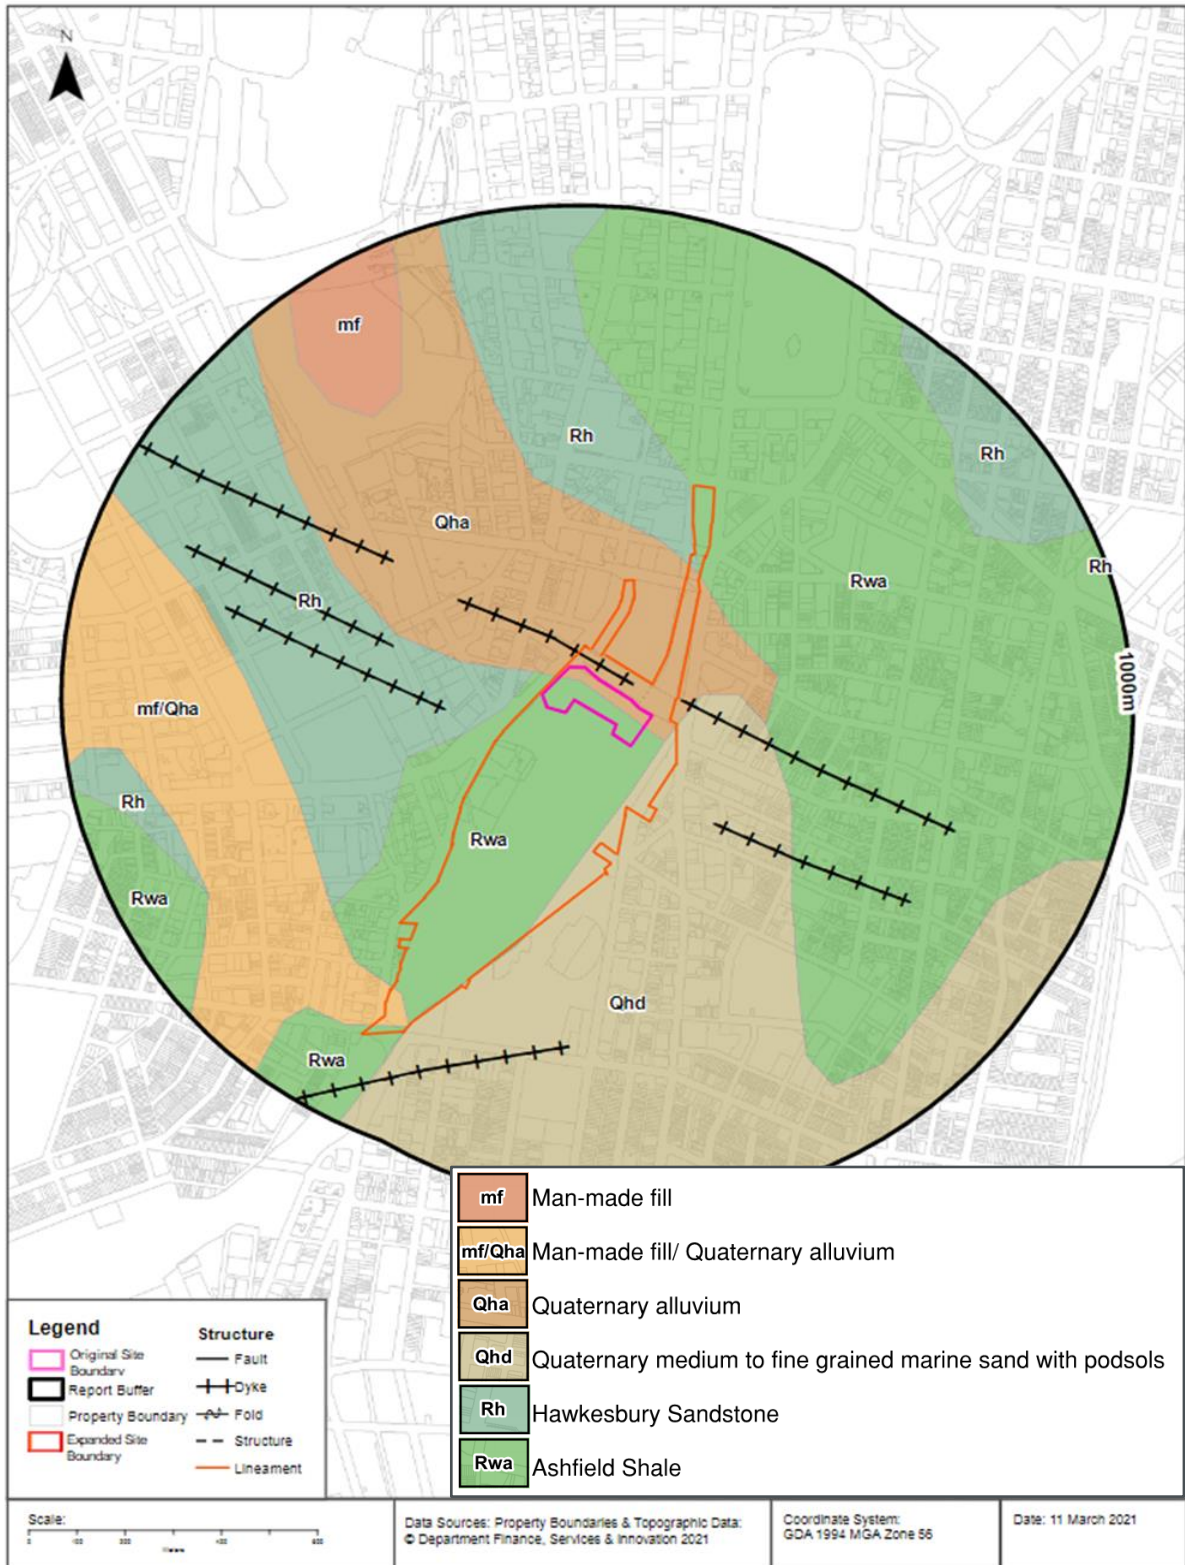 N
mf
Rh
Rh
Qha
Rh
Rwa
Rh
1000m
mf/Qha
Rh
Rwa
Rwa
Qhd
Rwa
mf Man-made fill
mf/Qha Man-made fill/ Quaternary alluvium
Qha Quaternary alluvium
Qhd Quaternary medium to fine grained marine sand with podsols
Rh Hawkesbury Sandstone
Rwa Ashfield Shale
Legend
Original Site
Boundary
Report Buffer
Property Boundary
Expanded Site
Boundary
Structure
Fault
Dyke
Fold
Structure
Lineament
Scale:
0
Data Sources: Property Boundaries & Topographic Data:
© Department Finance, Services & Innovation 2021
Coordinate System:
GDA 1994 MGA Zone 56
Date: 11 March 2021